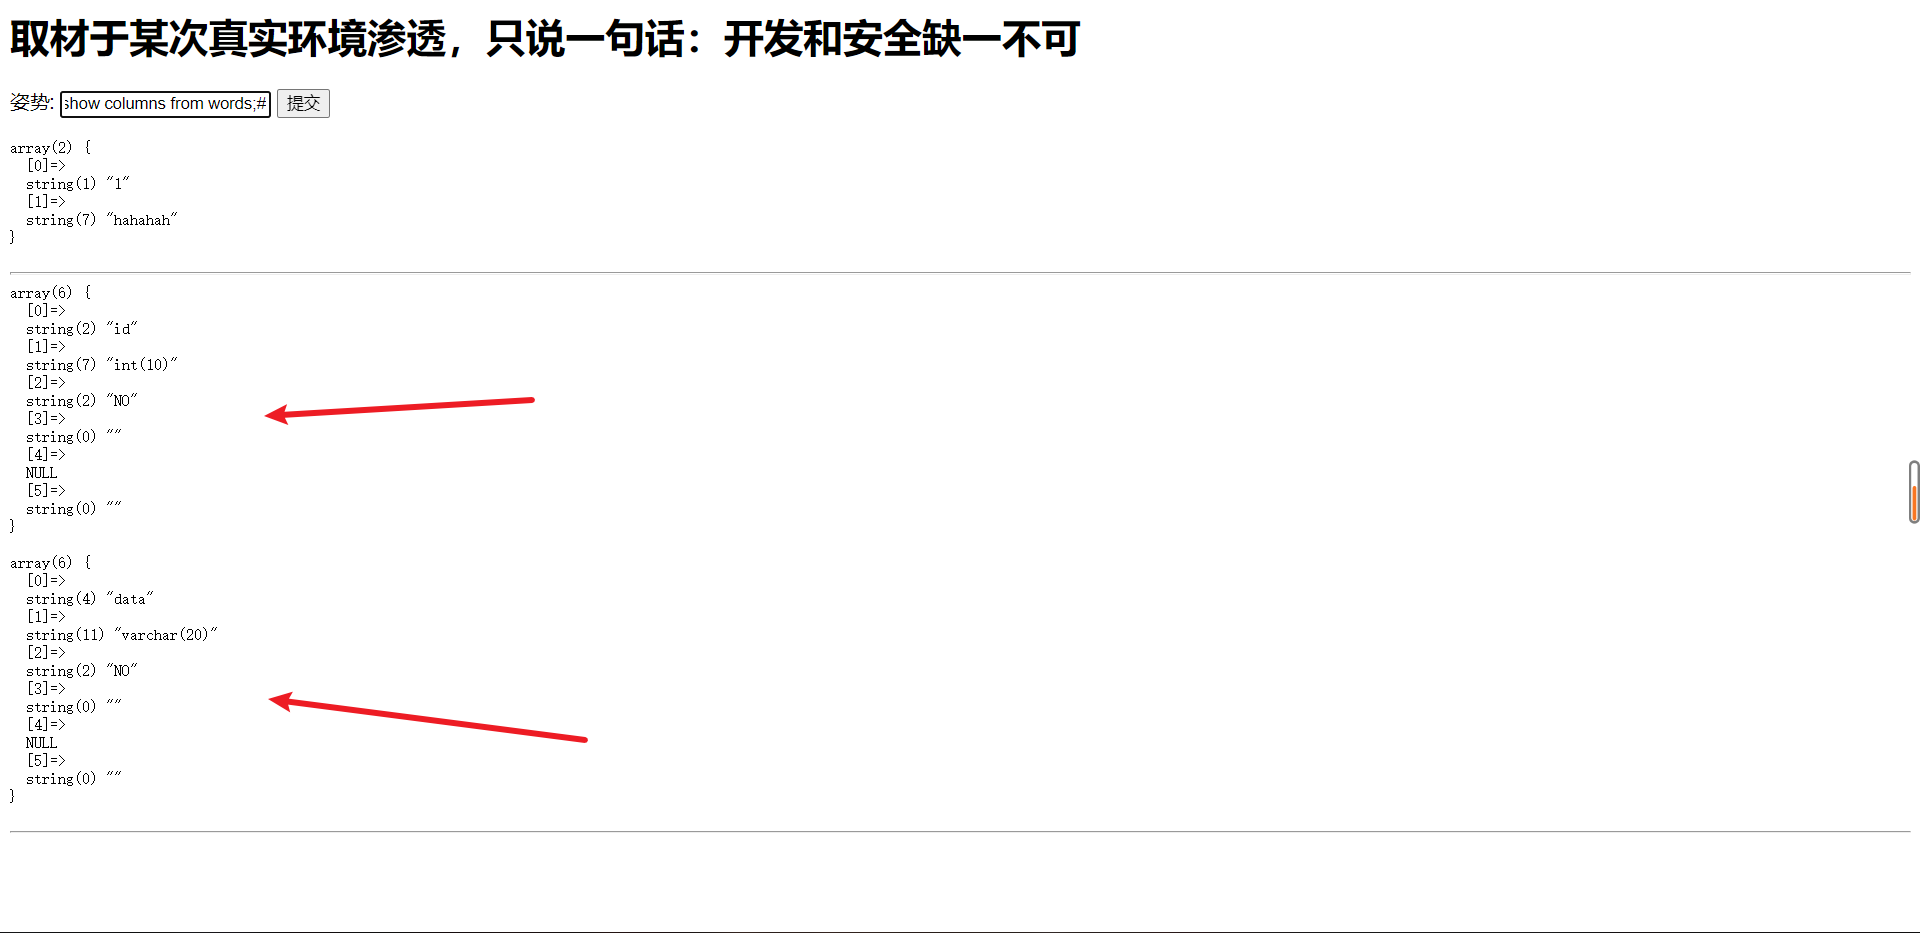 取材于某次真实环境渗透，只说一句话：开发和安全缺一不可
姿势: show columns from words;# 提交
array(2) {
  [0]=>
  string(1) "1"
  [1]=>
  string(7) "hahahah"
}
array(6) {
  [0]=>
  string(2) "id"
  [1]=>
  string(7) "int(10)"
  [2]=>
  string(2) "NO"
  [3]=>
  string(0) ""
  [4]=>
  NULL
  [5]=>
  string(0) ""
}
array(6) {
  [0]=>
  string(4) "data"
  [1]=>
  string(11) "varchar(20)"
  [2]=>
  string(2) "NO"
  [3]=>
  string(0) ""
  [4]=>
  NULL
  [5]=>
  string(0) ""
}